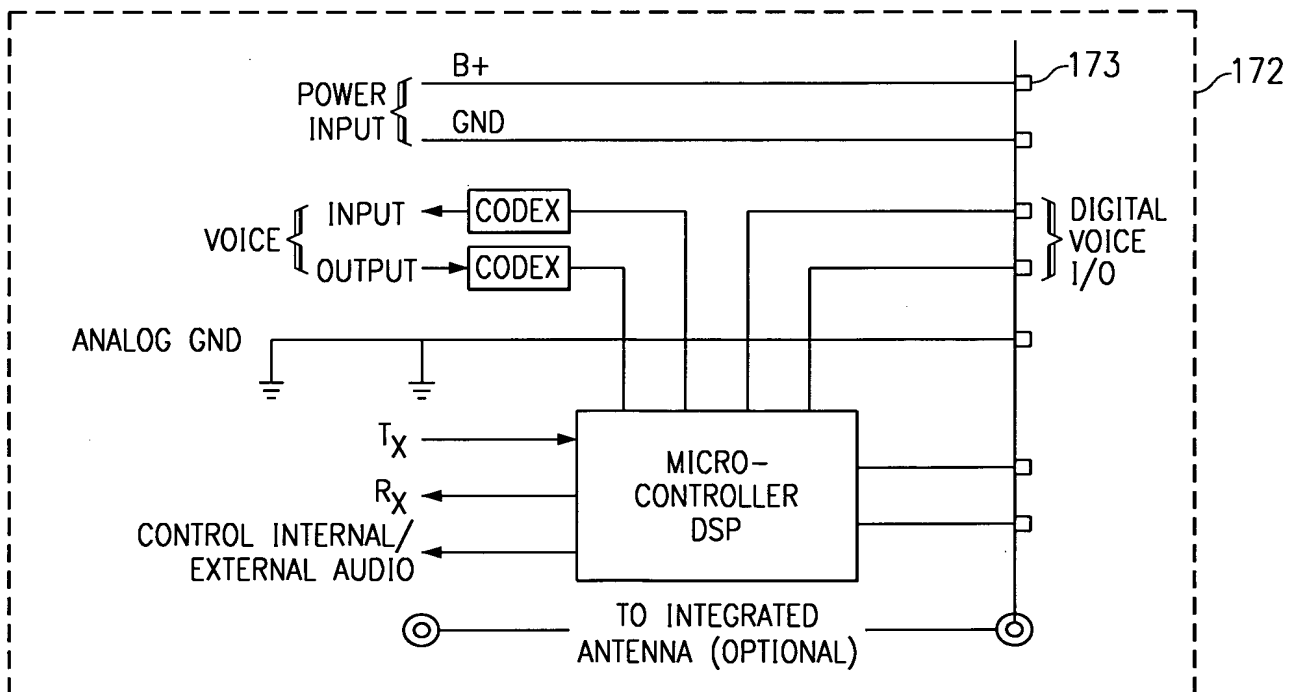 B+
173
172
POWER
INPUT
GND
INPUT
CODEX
VOICE
OUTPUT
CODEX
DIGITAL
VOICE
I/O
ANALOG GND
TX
RX
CONTROL INTERNAL/
EXTERNAL AUDIO
MICRO-
CONTROLLER
DSP
TO INTEGRATED
ANTENNA (OPTIONAL)